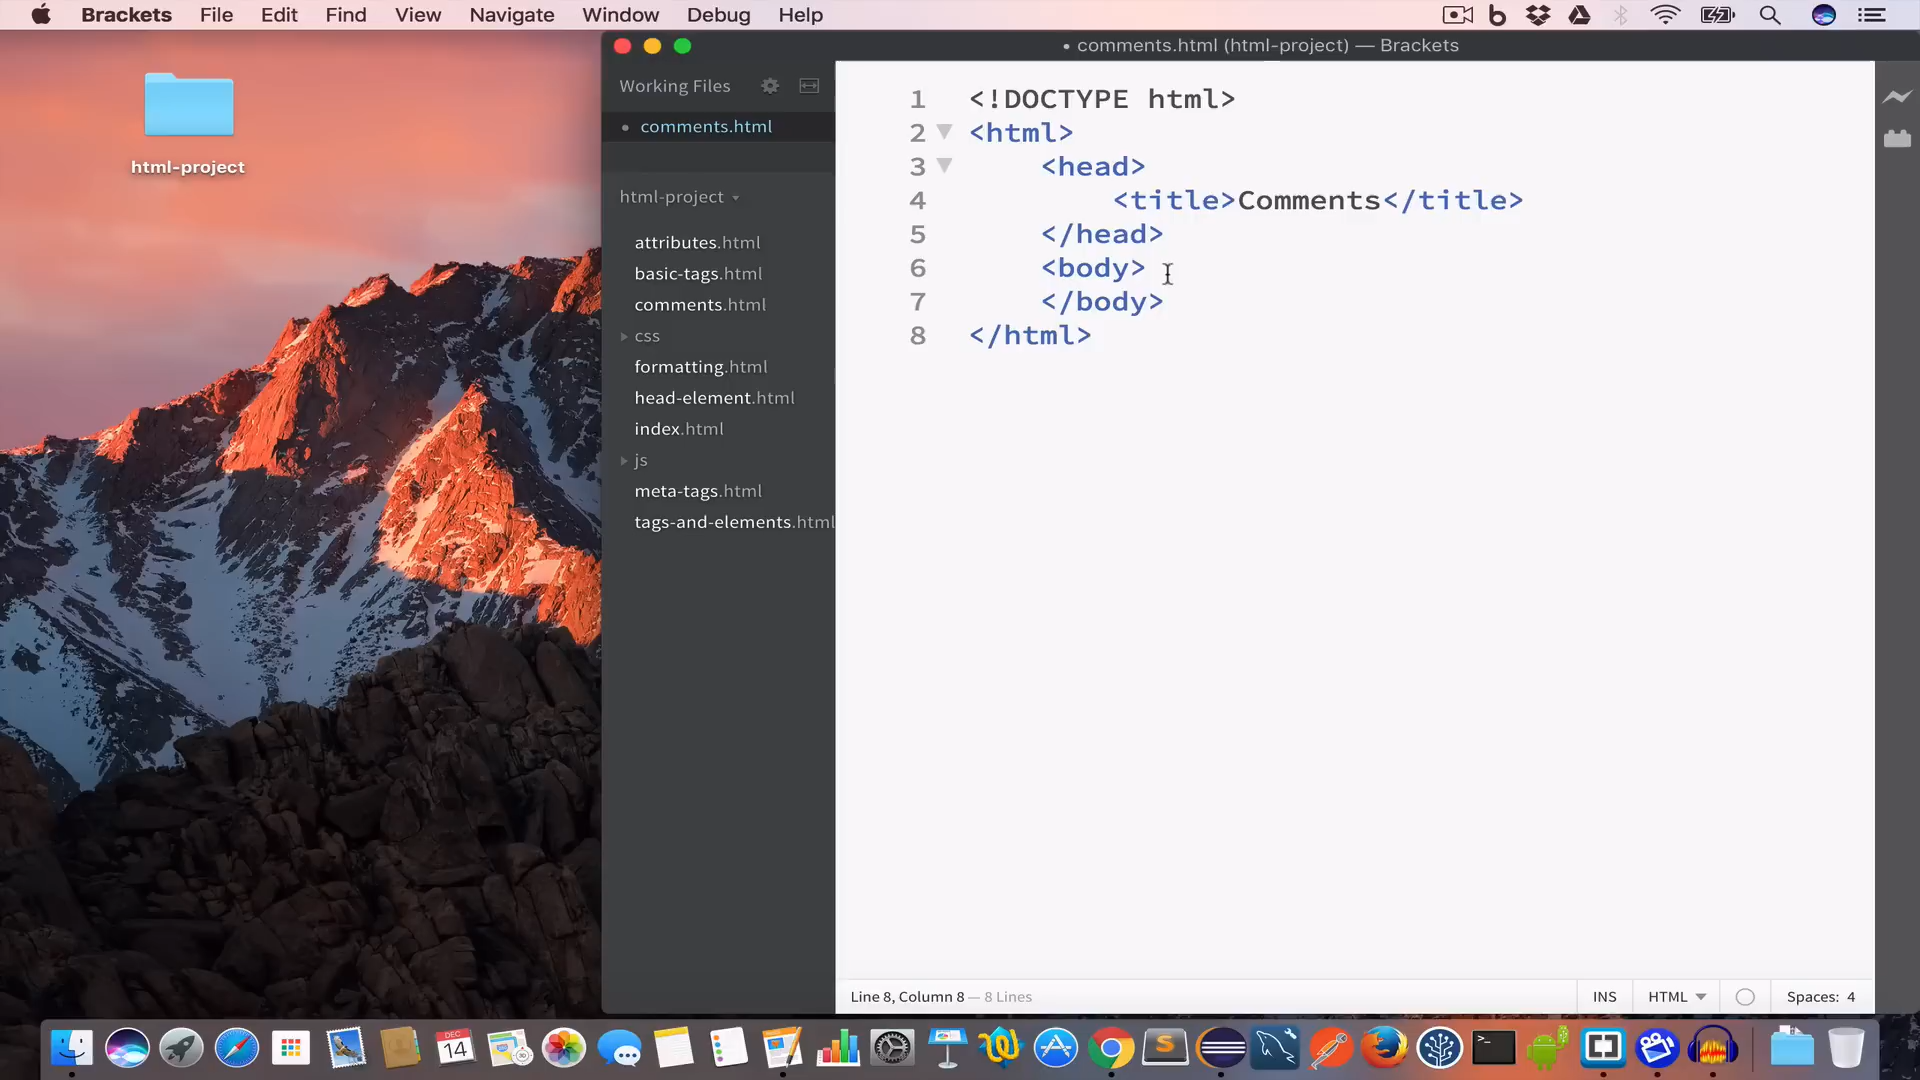 Brackets File Edit Find View Navigate Window Debug Help
• comments.html (html-project) — Brackets
html-project
Working Files
• comments.html
html-project
attributes.html
basic-tags.html
comments.html
css
formatting.html
head-element.html
index.html
js
meta-tags.html
tags-and-elements.html
1 <!DOCTYPE html>
2 <html>
3 <head>
4 <title>Comments</title>
5 </head>
6 <body>
7 </body>
8 </html>
Line 8, Column 8 — 8 Lines
INS HTML Spaces: 4
DEC
14